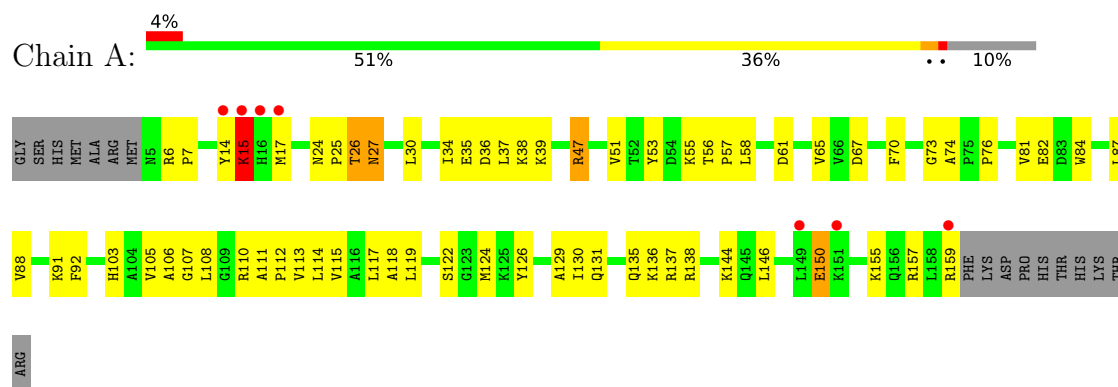 4%
Chain A:
51% 36% • • 10%
GLY SER HIS MET ALA ARG MET N5 R6 P7 Y14 K15 H16 M17 N24 P25 T26 N27 L30 I34 E35 D36 L37 K38 K39 R47 V51 T52 Y53 D54 K55 T56 P57 L58 D61 V65 V66 D67 F70 G73 A74 P75 P76 V81 E82 D83 W84 L87
V88 K91 F92 H103 A104 V105 A106 G107 L108 G109 R110 A111 P112 V113 L114 V115 A116 L117 A118 L119 S122 G123 M124 K125 Y126 A129 I130 Q131 Q135 K136 R137 R138 K144 Q145 L146 L149 E150 K151 K155 Q156 R157 L158 R159 PHE LYS ASP PRO HIS THR HIS LYS THR
ARG